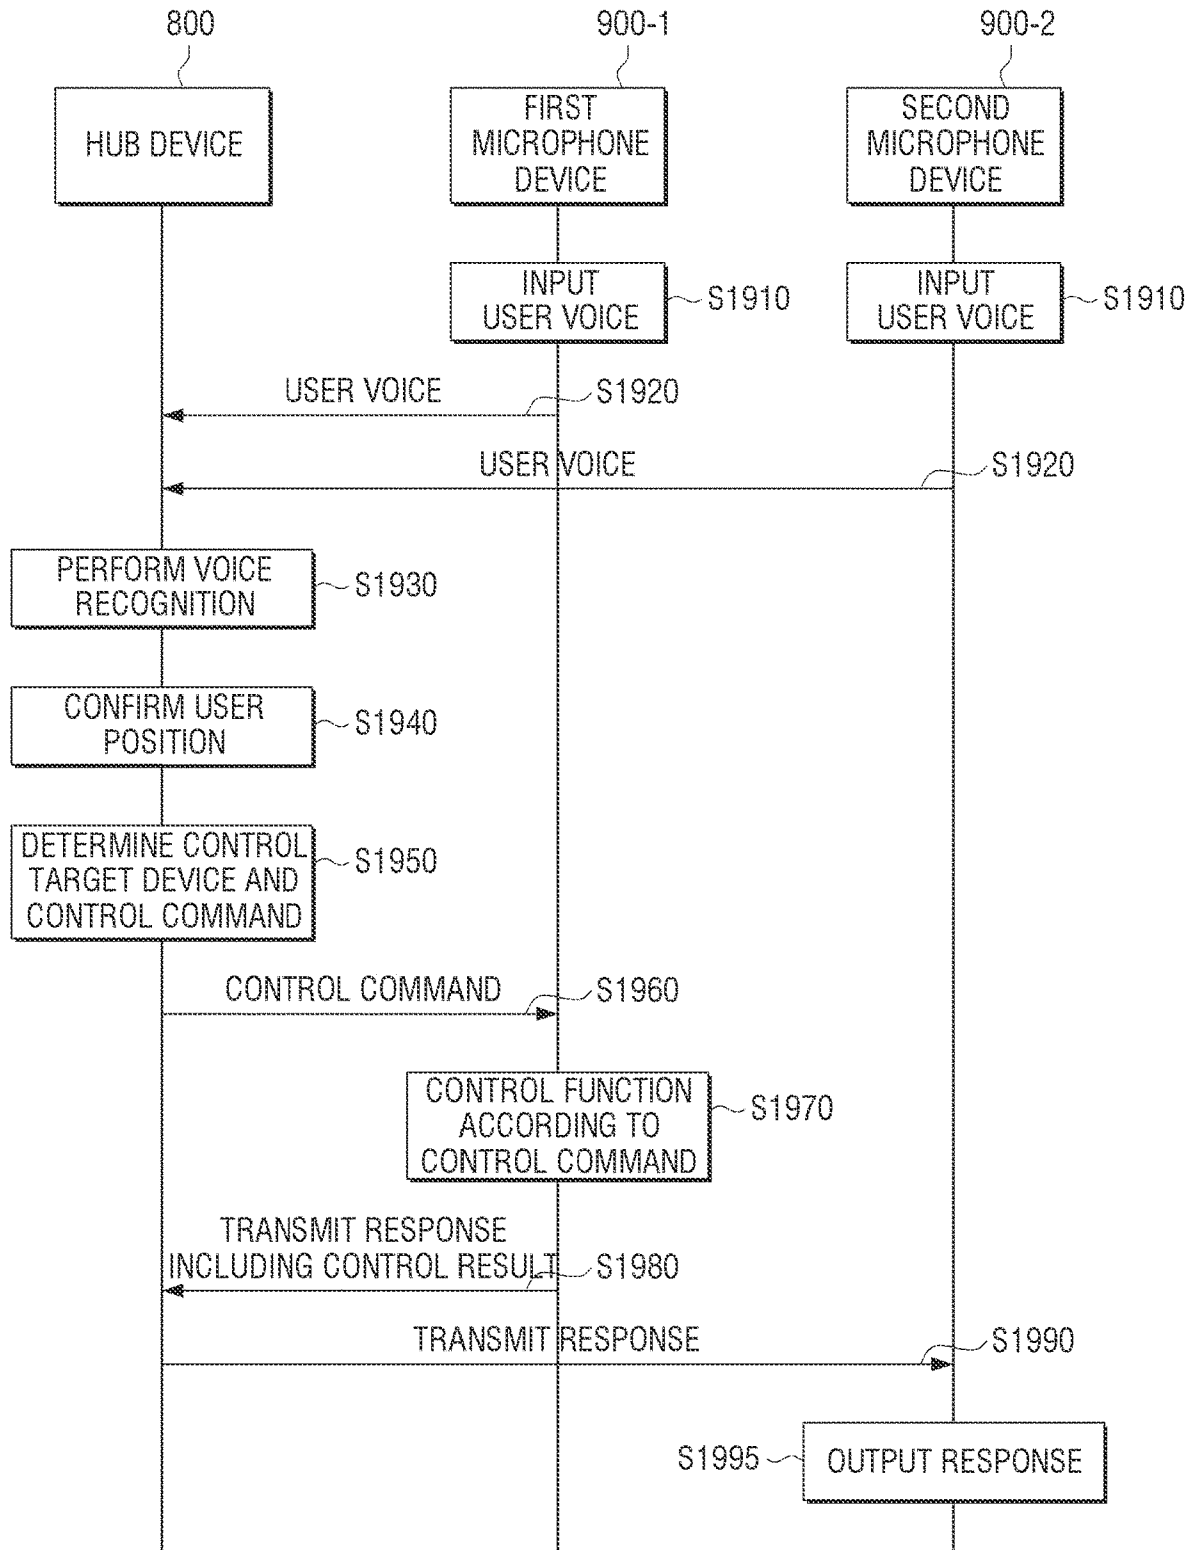 800
900-1
900-2
HUB DEVICE
FIRST
MICROPHONE
DEVICE
SECOND
MICROPHONE
DEVICE
INPUT
USER VOICE
S1910
INPUT
USER VOICE
S1910
USER VOICE
S1920
USER VOICE
S1920
PERFORM VOICE
RECOGNITION
S1930
CONFIRM USER
POSITION
S1940
DETERMINE CONTROL
TARGET DEVICE AND
CONTROL COMMAND
S1950
CONTROL COMMAND
S1960
CONTROL FUNCTION
ACCORDING TO
CONTROL COMMAND
S1970
TRANSMIT RESPONSE
INCLUDING CONTROL RESULT
S1980
TRANSMIT RESPONSE
S1990
S1995
OUTPUT RESPONSE